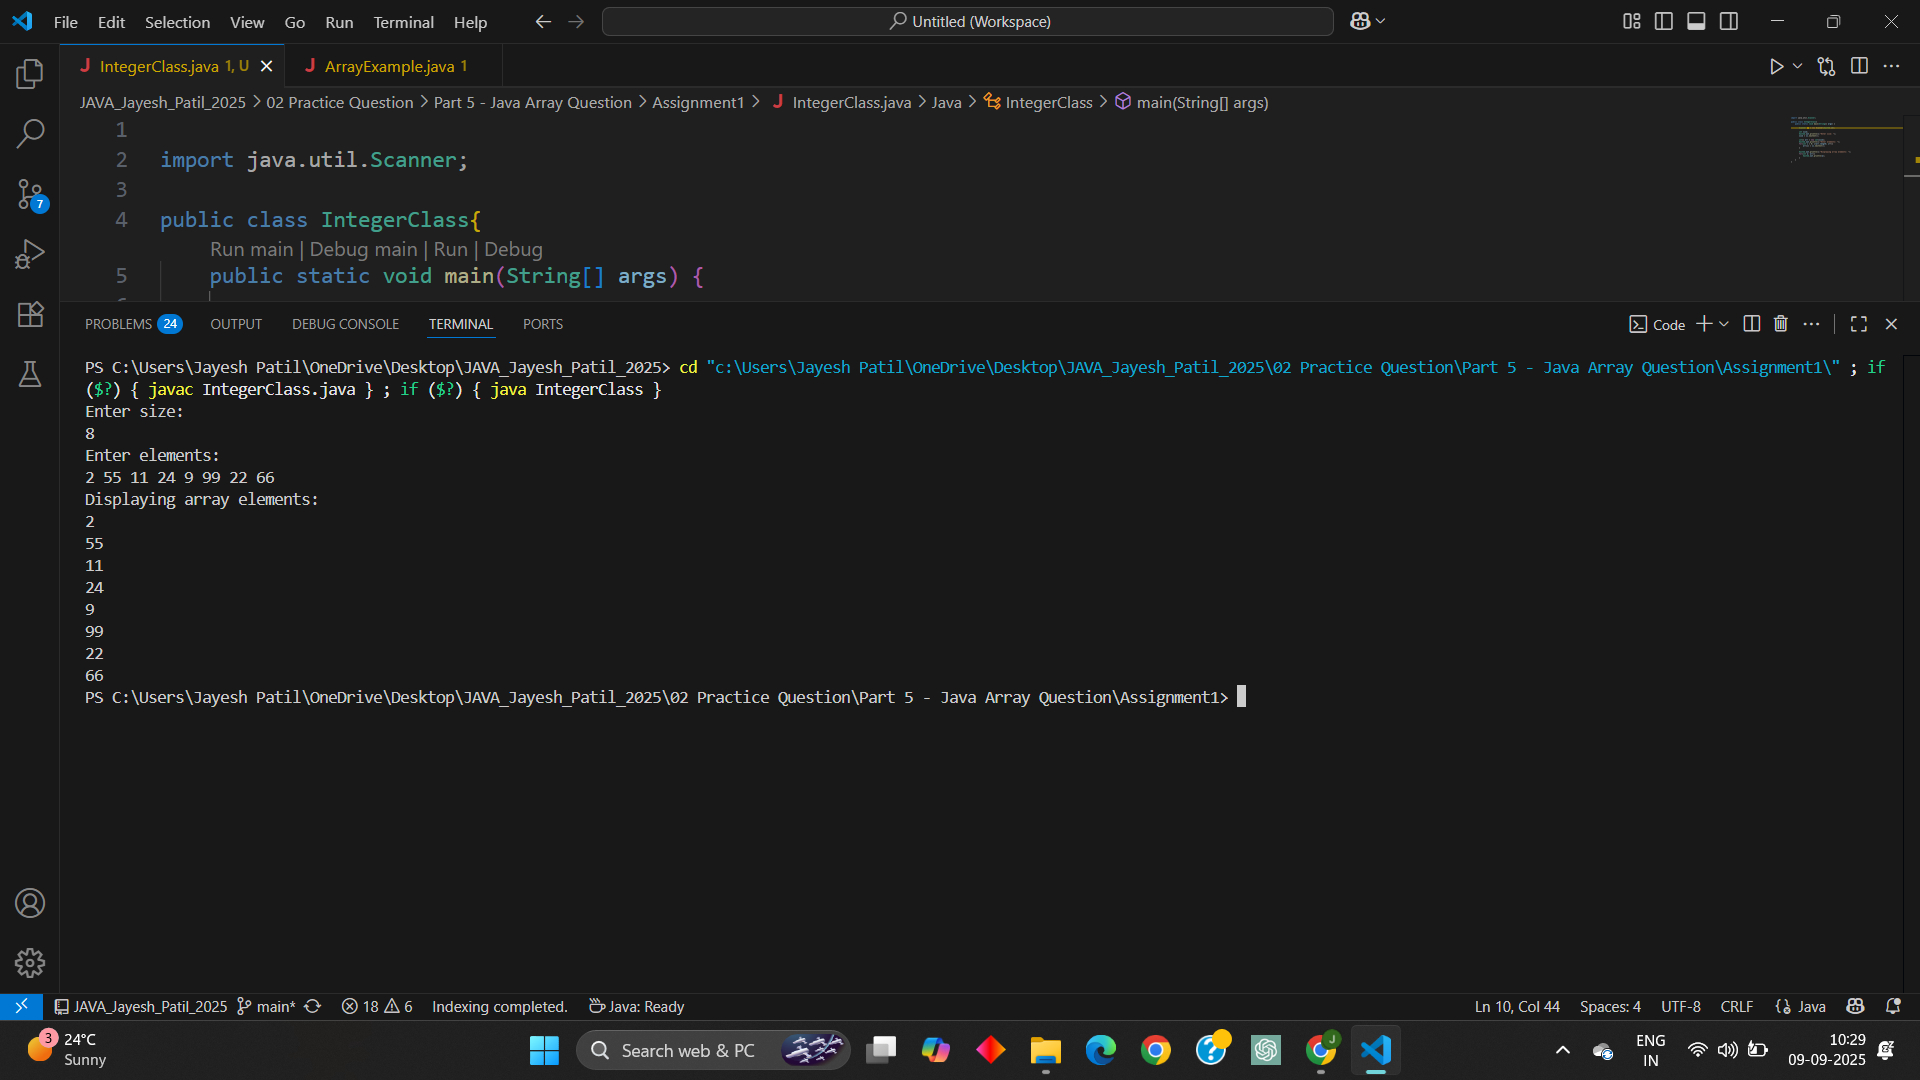 File Edit Selection View Go Run Terminal Help Untitled (Workspace)
IntegerClass.java 1, U ArrayExample.java 1
JAVA_Jayesh_Patil_2025 > 02 Practice Question > Part 5 - Java Array Question > Assignment1 > IntegerClass.java > Java > IntegerClass > main(String[] args)
1
2 import java.util.Scanner;
3
4 public class IntegerClass{
Run main | Debug main | Run | Debug
5 public static void main(String[] args) {
PROBLEMS 24 OUTPUT DEBUG CONSOLE TERMINAL PORTS Code
PS C:\Users\Jayesh Patil\OneDrive\Desktop\JAVA_Jayesh_Patil_2025> cd "c:\Users\Jayesh Patil\OneDrive\Desktop\JAVA_Jayesh_Patil_2025\02 Practice Question\Part 5 - Java Array Question\Assignment1\" ; if
($?) { javac IntegerClass.java } ; if ($?) { java IntegerClass }
Enter size:
8
Enter elements:
2 55 11 24 9 99 22 66
Displaying array elements:
2
55
11
24
9
99
22
66
PS C:\Users\Jayesh Patil\OneDrive\Desktop\JAVA_Jayesh_Patil_2025\02 Practice Question\Part 5 - Java Array Question\Assignment1>
7
JAVA_Jayesh_Patil_2025 main* 18 6 Indexing completed. Java: Ready Ln 10, Col 44 Spaces: 4 UTF-8 CRLF {} Java
3 24°C
Sunny
Search web & PC
J
ENG
IN
10:29
09-09-2025